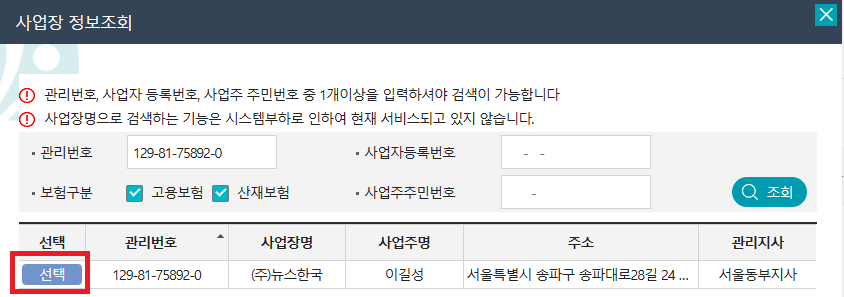 사업장 정보조회
관리번호, 사업자 등록번호, 사업주 주민번호 중 1개이상을 입력하셔야 검색이 가능합니다
사업장명으로 검색하는 기능은 시스템부하로 인하여 현재 서비스되고 있지 않습니다.
관리번호 129-81-75892-0 사업자등록번호 - -
보험구분 고용보험 산재보험 사업주주민번호 - 조회
선택 관리번호 사업장명 사업주명 주소 관리지사
선택 129-81-75892-0 (주)뉴스한국 이길성 서울특별시 송파구 송파대로28길 24 ... 서울동부지사